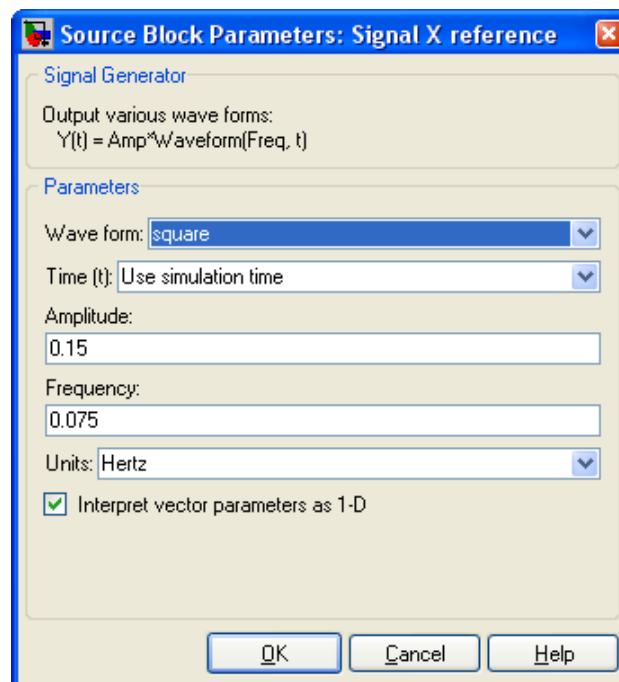 Source Block Parameters: Signal X reference
Signal Generator
Output various wave forms:
Y(t) = Amp*Waveform(Freq, t)
Parameters
Wave form: square
Time (t): Use simulation time
Amplitude:
0.15
Frequency:
0.075
Units: Hertz
Interpret vector parameters as 1-D
OK Cancel Help